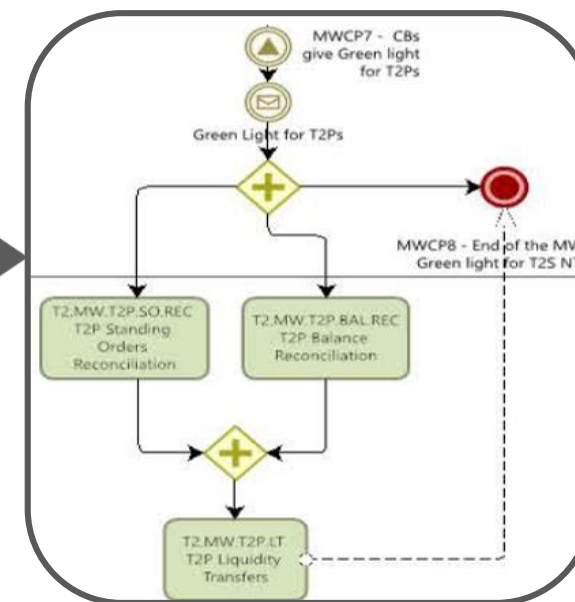 MWCP7 - CBs
give Green light
for T2Ps
Green Light for T2Ps
MWCP8 - End of the MW
Green light for T2S NT
T2.MW.T2P.SO.REC
T2P Standing
Orders
Reconciliation
T2.MW.T2P.BAL.REC
T2P Balance
Reconciliation
T2.MW.T2P.LT
T2P Liquidity
Transfers